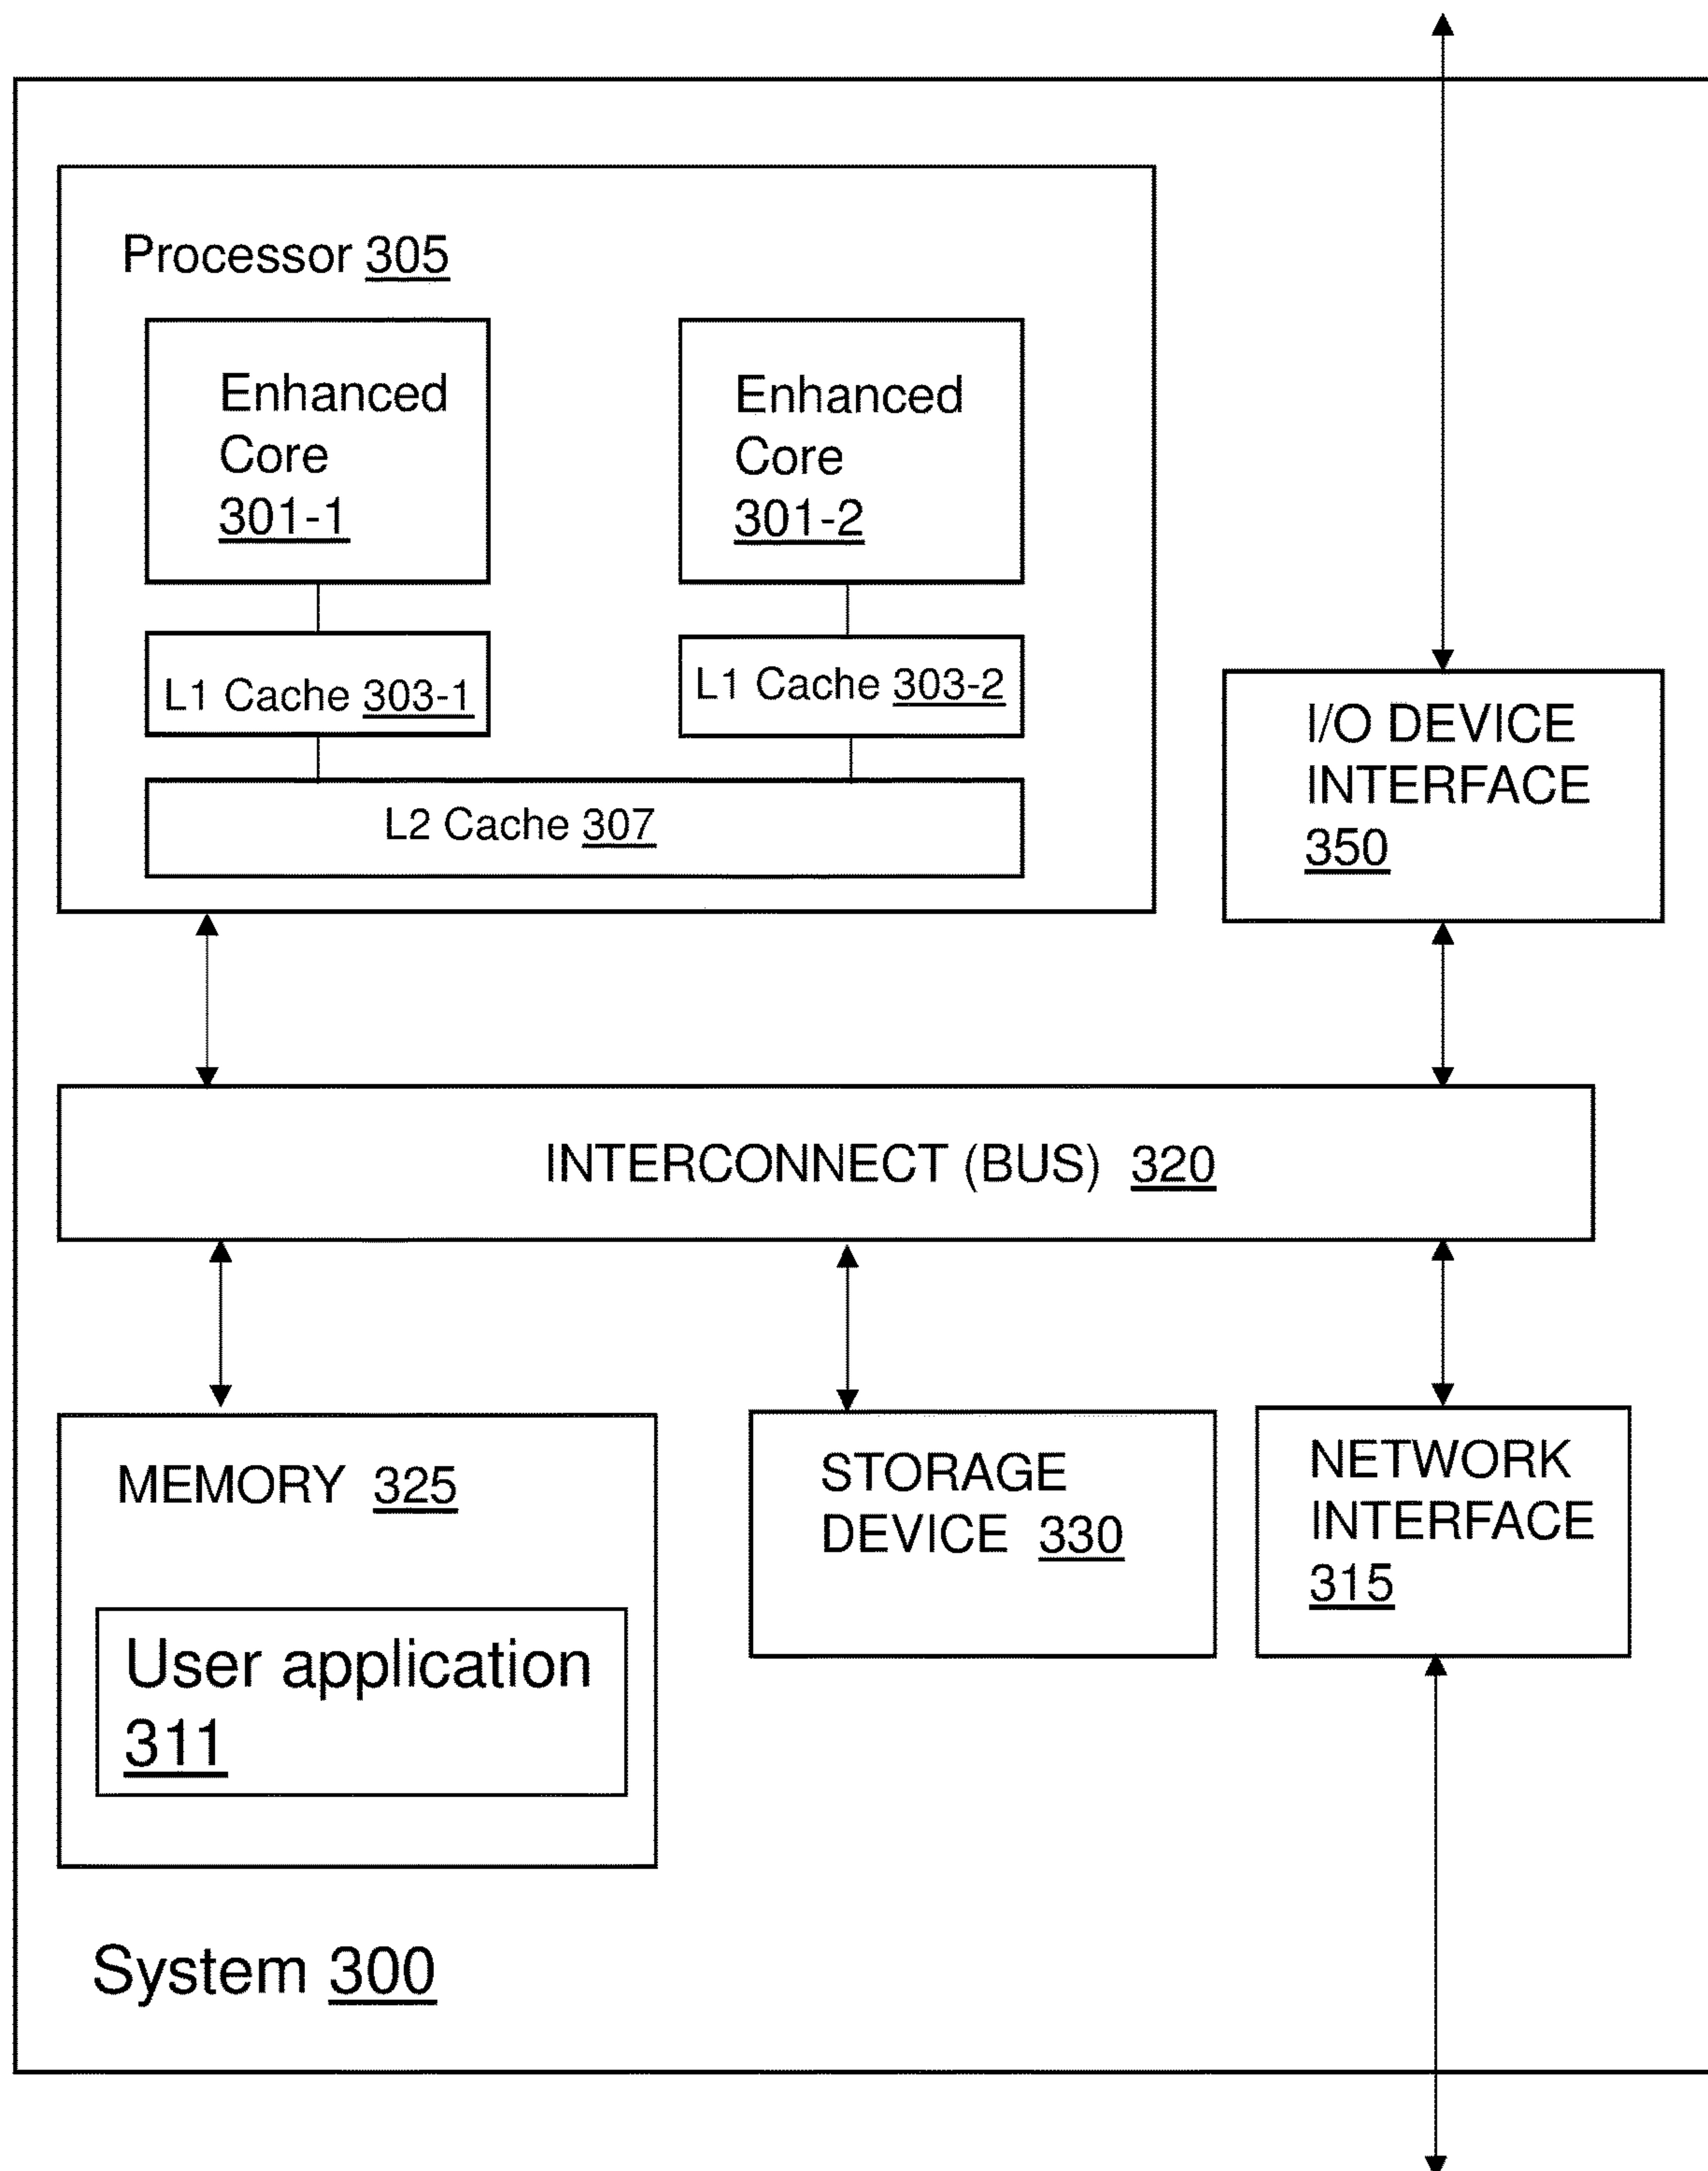 Processor 305
Enhanced
Core
301-1
Enhanced
Core
301-2
L1 Cache 303-1
L1 Cache 303-2
L2 Cache 307
I/O DEVICE
INTERFACE
350
INTERCONNECT (BUS) 320
MEMORY 325
User application
311
STORAGE
DEVICE 330
NETWORK
INTERFACE
315
System 300